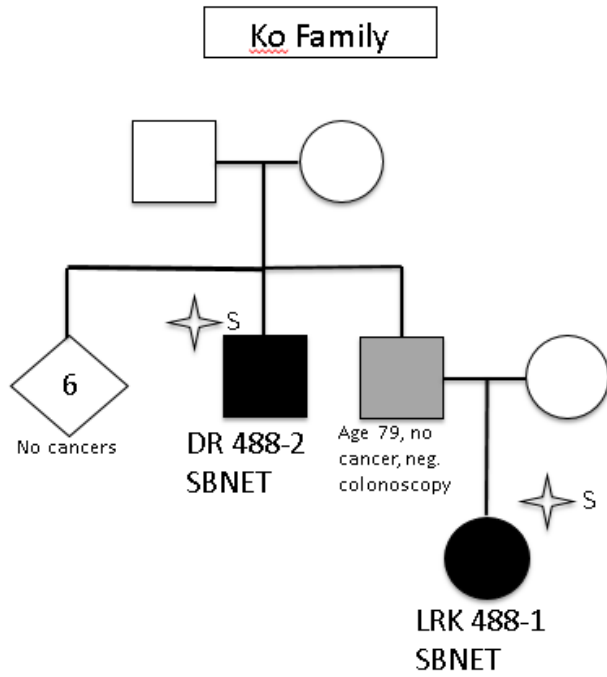 Ko Family
S
6
No cancers
DR 488-2
SBNET
Age 79, no
cancer, neg.
colonoscopy
S
LRK 488-1
SBNET